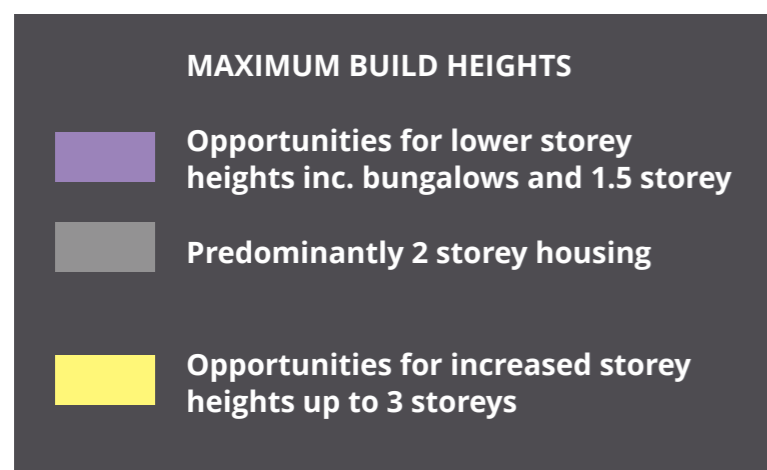 MAXIMUM BUILD HEIGHTS
Opportunities for lower storey
heights inc. bungalows and 1.5 storey
Predominantly 2 storey housing
Opportunities for increased storey
heights up to 3 storeys